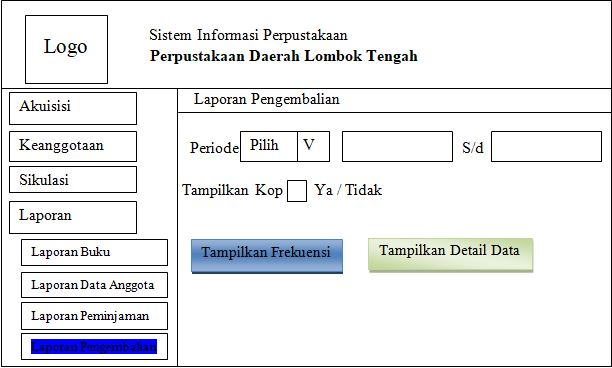 Logo
Sistem Informasi Perpustakaan
Perpustakaan Daerah Lombok Tengah
Akuisisi
Keanggotaan
Sikulasi
Laporan
Laporan Buku
Laporan Data Anggota
Laporan Peminjaman
Laporan Pengembalian
Laporan Pengembalian
Periode Pilih V S/d
Tampilkan Kop Ya / Tidak
Tampilkan Frekuensi Tampilkan Detail Data